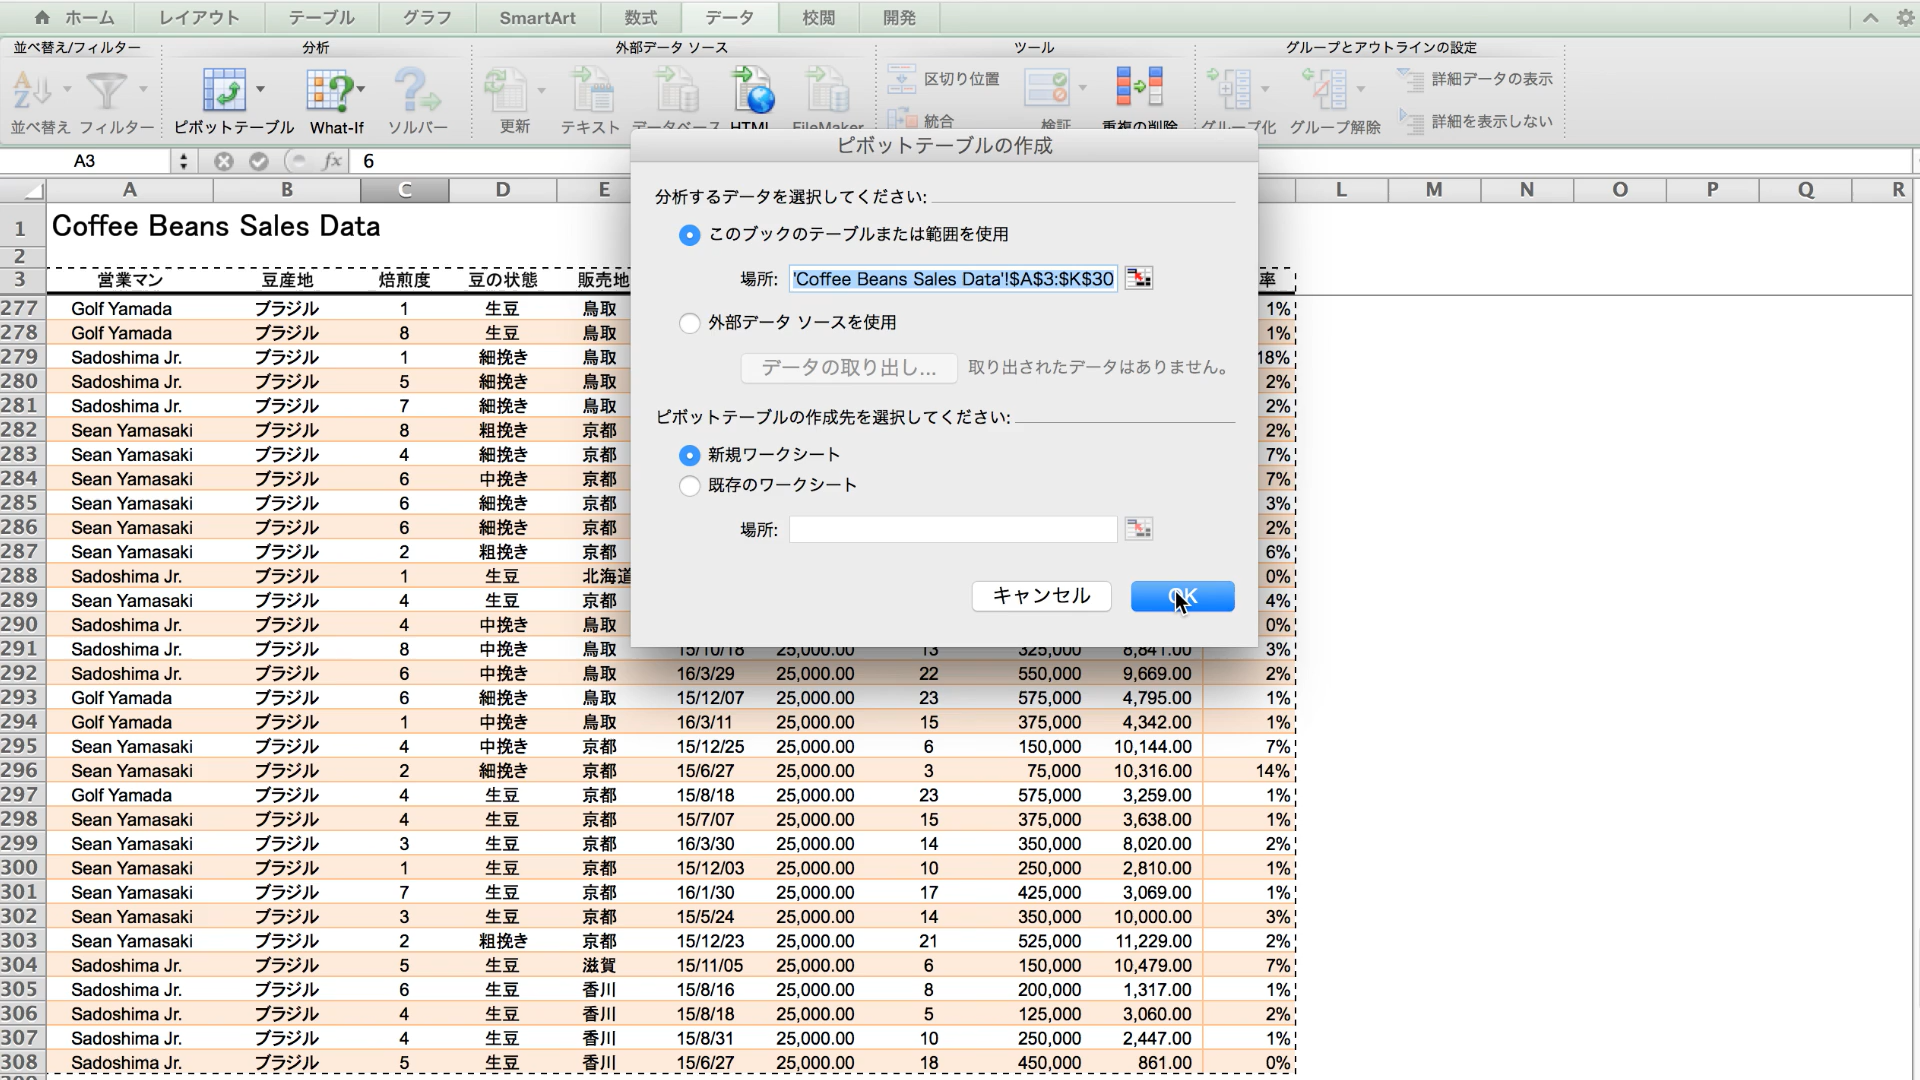 ホーム レイアウト テーブル グラフ SmartArt 数式 データ 校閲 開発
並べ替え/フィルター 分析 外部データ ソース ツール グループとアウトラインの設定
並べ替え フィルター ピボットテーブル What-If ソルバー 更新 テキスト データベース HTML FileMaker 区切り位置 統合 検証 重複の削除 グループ化 グループ解除 詳細データの表示 詳細を表示しない
A3 fx 6
A B C D E L M N O P Q R
1 Coffee Beans Sales Data
2
3 営業マン 豆産地 焙煎度 豆の状態 販売地 率
277 Golf Yamada ブラジル 1 生豆 鳥取 1%
278 Golf Yamada ブラジル 8 生豆 鳥取 1%
279 Sadoshima Jr. ブラジル 1 細挽き 鳥取 18%
280 Sadoshima Jr. ブラジル 5 細挽き 鳥取 2%
281 Sadoshima Jr. ブラジル 7 細挽き 鳥取 2%
282 Sean Yamasaki ブラジル 8 粗挽き 京都 2%
283 Sean Yamasaki ブラジル 4 細挽き 京都 7%
284 Sean Yamasaki ブラジル 6 中挽き 京都 7%
285 Sean Yamasaki ブラジル 6 細挽き 京都 3%
286 Sean Yamasaki ブラジル 6 細挽き 京都 2%
287 Sean Yamasaki ブラジル 2 粗挽き 京都 6%
288 Sadoshima Jr. ブラジル 1 生豆 北海道 0%
289 Sean Yamasaki ブラジル 4 生豆 京都 4%
290 Sadoshima Jr. ブラジル 4 中挽き 鳥取 0%
291 Sadoshima Jr. ブラジル 8 中挽き 鳥取 15/10/18 25,000.00 13 325,000 8,841.00 3%
292 Sadoshima Jr. ブラジル 6 中挽き 鳥取 16/3/29 25,000.00 22 550,000 9,669.00 2%
293 Golf Yamada ブラジル 6 細挽き 鳥取 15/12/07 25,000.00 23 575,000 4,795.00 1%
294 Golf Yamada ブラジル 1 中挽き 鳥取 16/3/11 25,000.00 15 375,000 4,342.00 1%
295 Sean Yamasaki ブラジル 4 中挽き 京都 15/12/25 25,000.00 6 150,000 10,144.00 7%
296 Sean Yamasaki ブラジル 2 細挽き 京都 15/6/27 25,000.00 3 75,000 10,316.00 14%
297 Golf Yamada ブラジル 4 生豆 京都 15/8/18 25,000.00 23 575,000 3,259.00 1%
298 Sean Yamasaki ブラジル 4 生豆 京都 15/7/07 25,000.00 15 375,000 3,638.00 1%
299 Sean Yamasaki ブラジル 3 生豆 京都 16/3/30 25,000.00 14 350,000 8,020.00 2%
300 Sean Yamasaki ブラジル 1 生豆 京都 15/12/03 25,000.00 10 250,000 2,810.00 1%
301 Sean Yamasaki ブラジル 7 生豆 京都 16/1/30 25,000.00 17 425,000 3,069.00 1%
302 Sean Yamasaki ブラジル 3 生豆 京都 15/5/24 25,000.00 14 350,000 10,000.00 3%
303 Sean Yamasaki ブラジル 2 粗挽き 京都 15/12/23 25,000.00 21 525,000 11,229.00 2%
304 Sadoshima Jr. ブラジル 5 生豆 滋賀 15/11/05 25,000.00 6 150,000 10,479.00 7%
305 Sadoshima Jr. ブラジル 6 生豆 香川 15/8/16 25,000.00 8 200,000 1,317.00 1%
306 Sadoshima Jr. ブラジル 4 生豆 香川 15/8/18 25,000.00 5 125,000 3,060.00 2%
307 Sadoshima Jr. ブラジル 4 生豆 香川 15/8/31 25,000.00 10 250,000 2,447.00 1%
308 Sadoshima Jr. ブラジル 5 生豆 香川 15/6/27 25,000.00 18 450,000 861.00 0%
ピボットテーブルの作成
分析するデータを選択してください:
このブックのテーブルまたは範囲を使用
場所: 'Coffee Beans Sales Data'!$A$3:$K$30
外部データ ソースを使用
データの取り出し... 取り出されたデータはありません。
ピボットテーブルの作成先を選択してください:
新規ワークシート
既存のワークシート
場所:
キャンセル OK